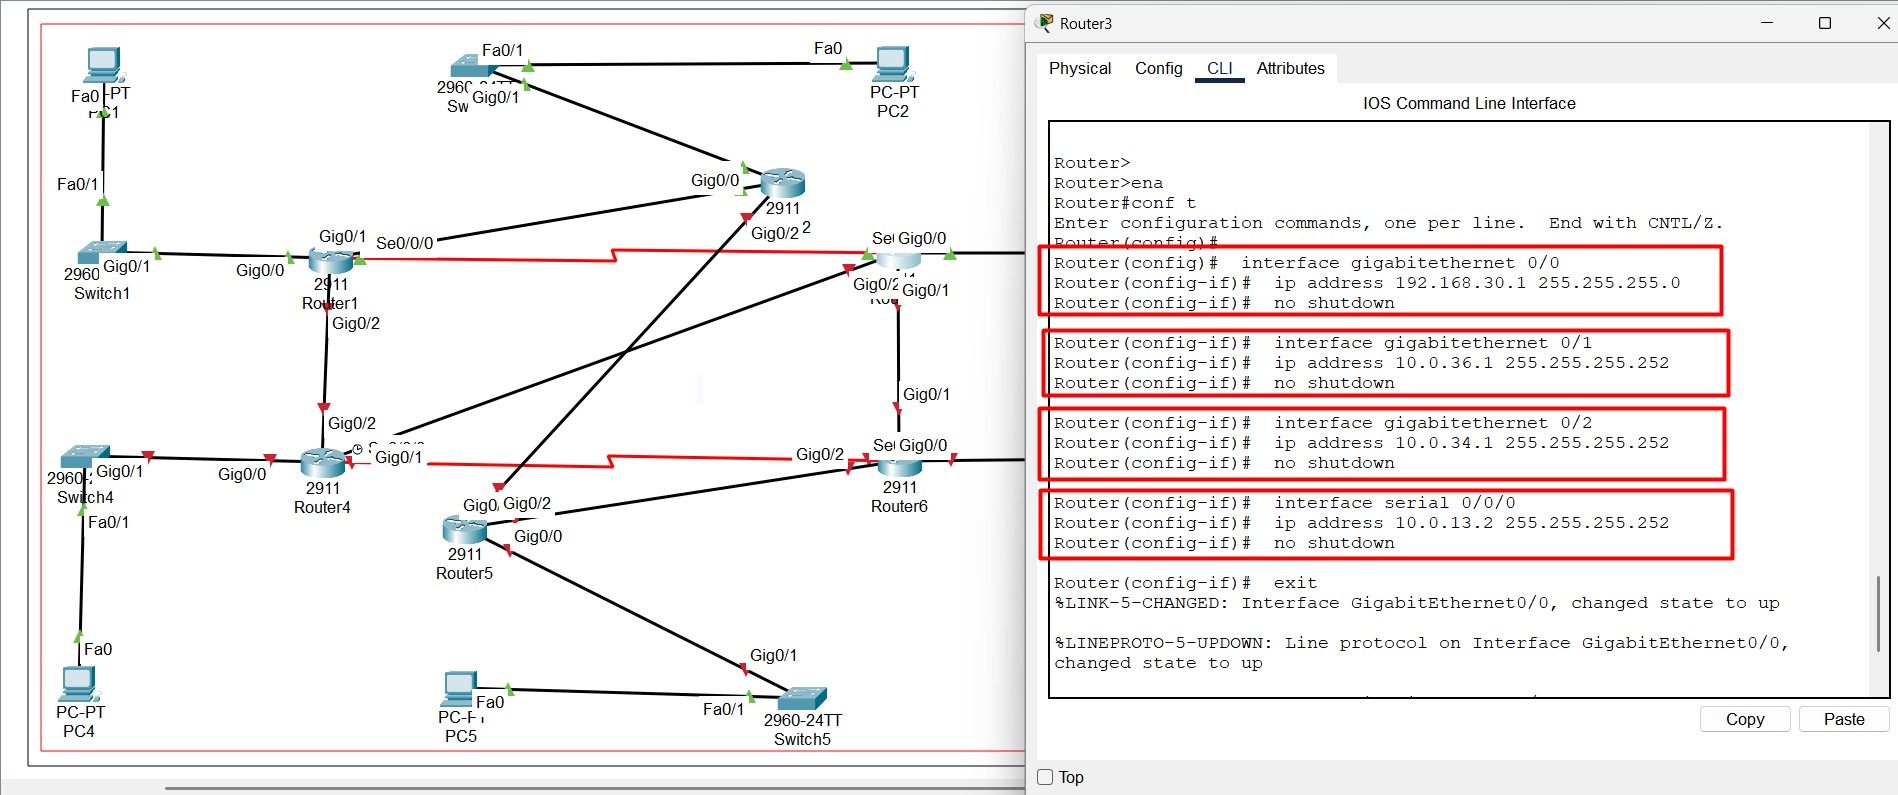 Fa0/1
Fa0
PC-PT
PC2
Gig0/1
Fa0
-PT
PC1
Fa0/1
Gig0/0
2911
Gig0/2
2
Gig0/1
Se0/0/0
Gig0/1
2960
Switch1
Gig0/0
2911
Router1
Gig0/2
Gig0/0
Gig0/2
Gig0/1
Gig0/1
Gig0/2
Gig0/1
Gig0/0
Gig0/1
2960-
Switch4
Fa0/1
2911
Router4
Gig0/2
Gig0/0
2911
Router6
Gig0/2
Gig0/0
2911
Router5
Fa0
PC-PT
PC4
Gig0/1
Fa0
PC5
Fa0/1
2960-24TT
Switch5
Router3
Physical Config CLI Attributes
IOS Command Line Interface
Router>
Router>ena
Router#conf t
Enter configuration commands, one per line. End with CNTL/Z.
Router(config)#
Router(config)# interface gigabitethernet 0/0
Router(config-if)# ip address 192.168.30.1 255.255.255.0
Router(config-if)# no shutdown
Router(config-if)# interface gigabitethernet 0/1
Router(config-if)# ip address 10.0.36.1 255.255.255.252
Router(config-if)# no shutdown
Router(config-if)# interface gigabitethernet 0/2
Router(config-if)# ip address 10.0.34.1 255.255.255.252
Router(config-if)# no shutdown
Router(config-if)# interface serial 0/0/0
Router(config-if)# ip address 10.0.13.2 255.255.255.252
Router(config-if)# no shutdown
Router(config-if)# exit
%LINK-5-CHANGED: Interface GigabitEthernet0/0, changed state to up
%LINEPROTO-5-UPDOWN: Line protocol on Interface GigabitEthernet0/0,
changed state to up
Copy Paste
Top